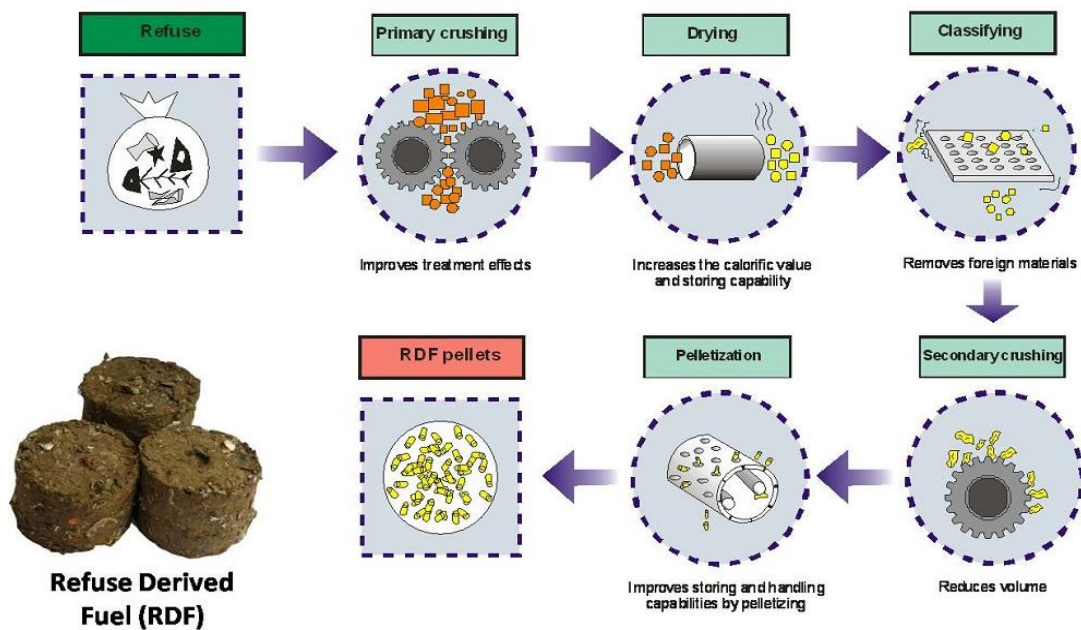 Refuse
Primary crushing
Drying
Classifying
Improves treatment effects
Increases the calorific value
and storing capability
Removes foreign materials
RDF pellets
Pelletization
Secondary crushing
Improves storing and handling
capabilities by pelletizing
Reduces volume
Refuse Derived
Fuel (RDF)